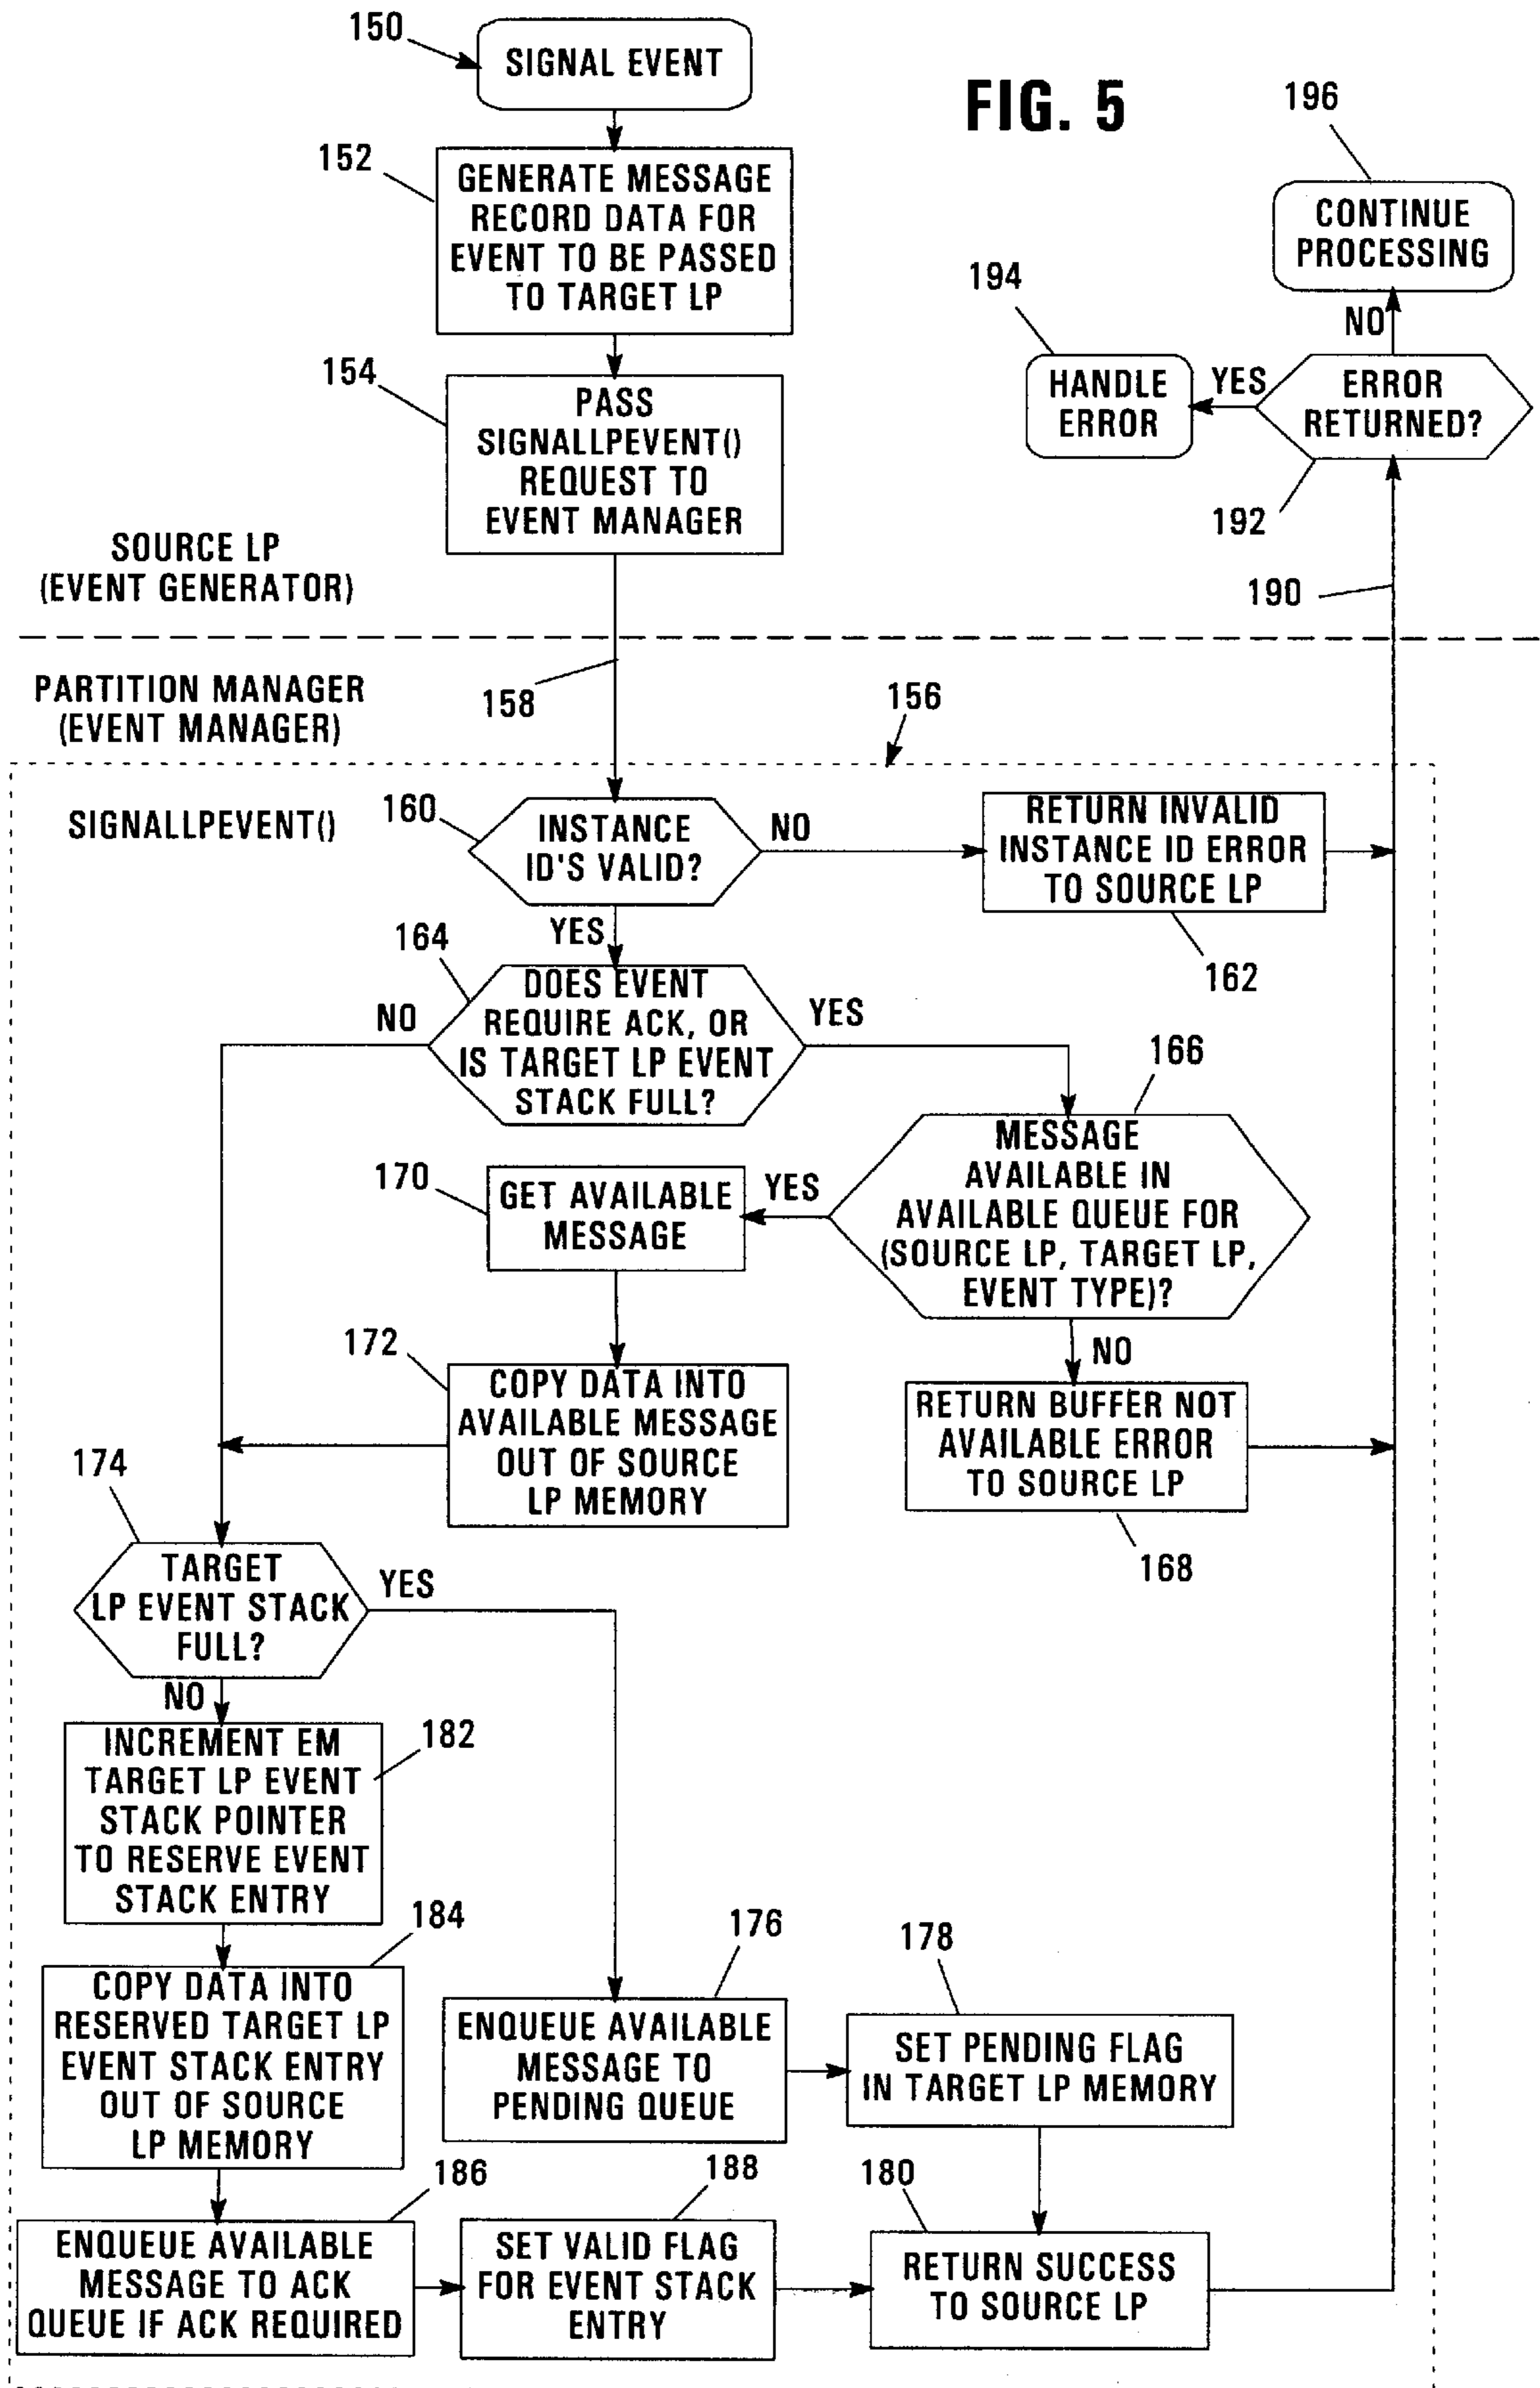 150
SIGNAL EVENT
FIG. 5
196
152
GENERATE MESSAGE
RECORD DATA FOR
EVENT TO BE PASSED
TO TARGET LP
CONTINUE
PROCESSING
194
NO
154
PASS
SIGNALLPEVENT()
REQUEST TO
EVENT MANAGER
HANDLE
ERROR
YES
ERROR
RETURNED?
192
SOURCE LP
(EVENT GENERATOR)
190
PARTITION MANAGER
(EVENT MANAGER)
158
156
SIGNALLPEVENT()
160
INSTANCE
ID'S VALID?
NO
RETURN INVALID
INSTANCE ID ERROR
TO SOURCE LP
162
YES
164
NO
DOES EVENT
REQUIRE ACK, OR
IS TARGET LP EVENT
STACK FULL?
YES
166
MESSAGE
AVAILABLE IN
AVAILABLE QUEUE FOR
(SOURCE LP, TARGET LP,
EVENT TYPE)?
170
GET AVAILABLE
MESSAGE
YES
NO
172
COPY DATA INTO
AVAILABLE MESSAGE
OUT OF SOURCE
LP MEMORY
RETURN BUFFER NOT
AVAILABLE ERROR
TO SOURCE LP
168
174
TARGET
LP EVENT STACK
FULL?
YES
NO
INCREMENT EM
TARGET LP EVENT
STACK POINTER
TO RESERVE EVENT
STACK ENTRY
182
184
COPY DATA INTO
RESERVED TARGET LP
EVENT STACK ENTRY
OUT OF SOURCE
LP MEMORY
176
ENQUEUE AVAILABLE
MESSAGE TO
PENDING QUEUE
178
SET PENDING FLAG
IN TARGET LP MEMORY
186
ENQUEUE AVAILABLE
MESSAGE TO ACK
QUEUE IF ACK REQUIRED
188
SET VALID FLAG
FOR EVENT STACK
ENTRY
180
RETURN SUCCESS
TO SOURCE LP